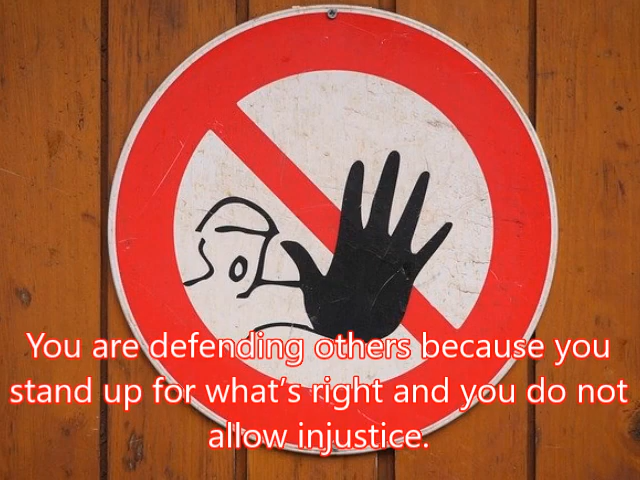 You are defending others because you
stand up for what’s right and you do not
allow injustice.